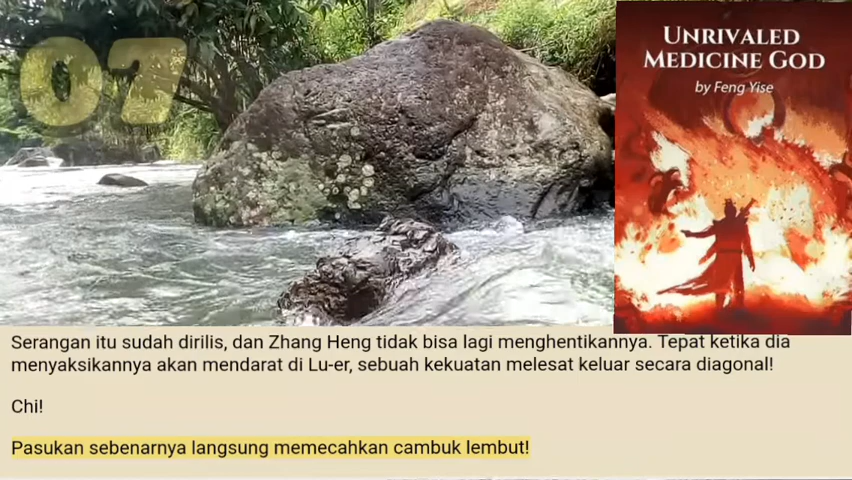 07
UNRIVALED
MEDICINE GOD
by Feng Yise
Serangan itu sudah dirilis, dan Zhang Heng tidak bisa lagi menghentikannya. Tepat ketika dia
menyaksikannya akan mendarat di Lu-er, sebuah kekuatan melesat keluar secara diagonal!
Chi!
Pasukan sebenarnya langsung memecahkan cambuk lembut!